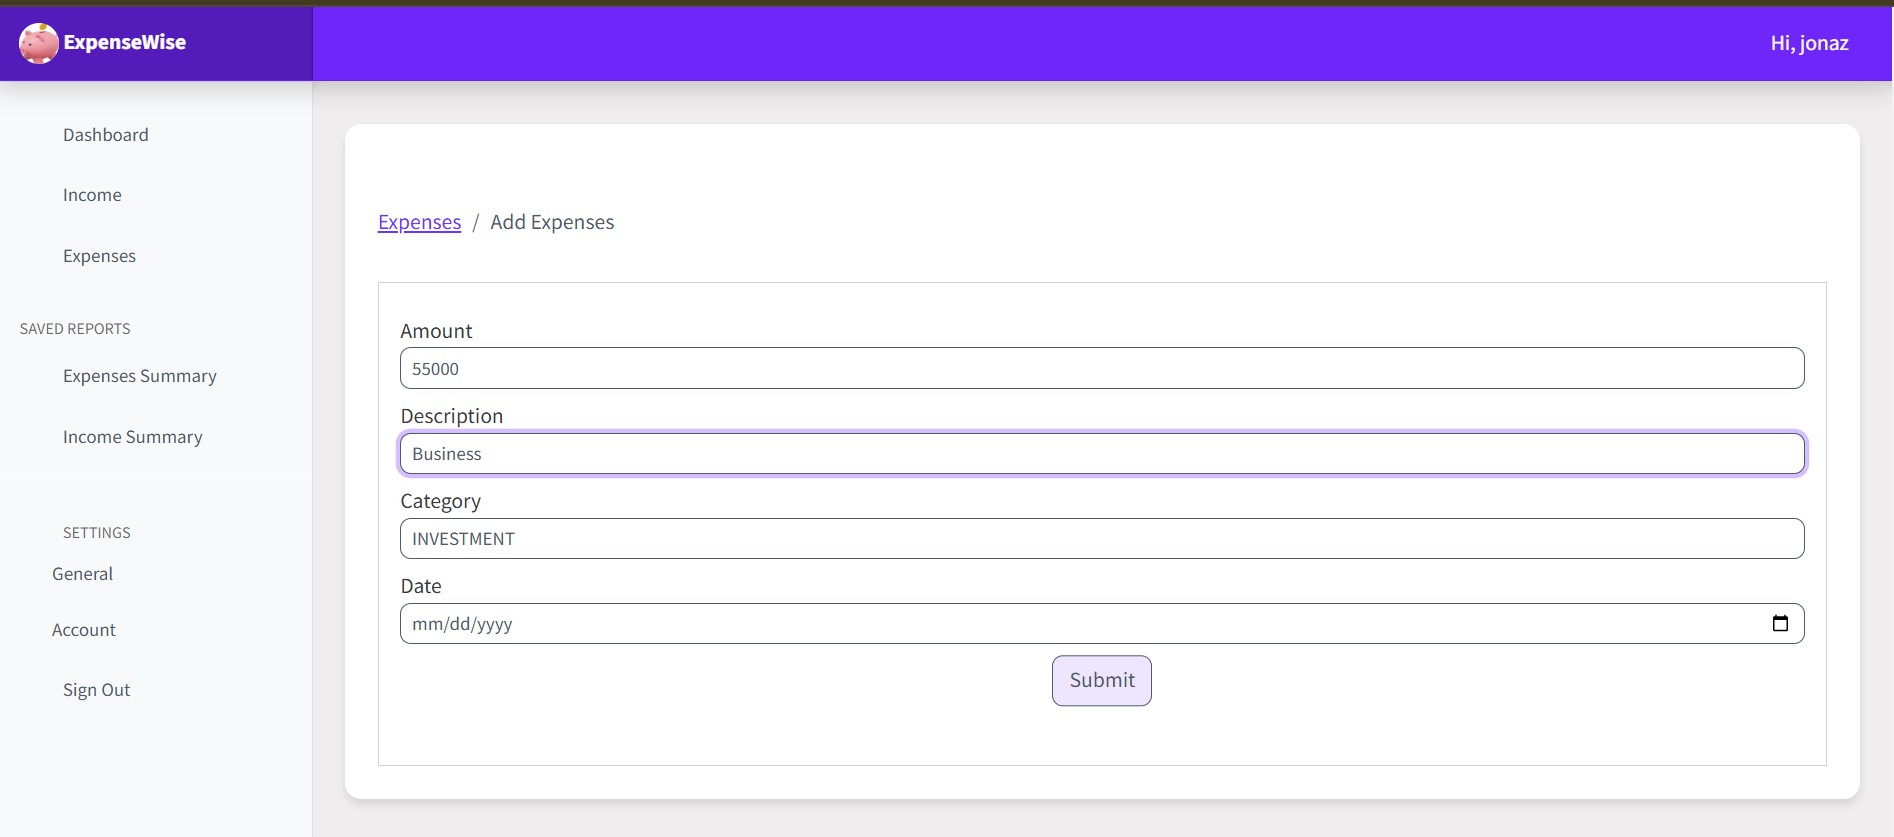 ExpenseWise
Hi, jonaz
Dashboard
Income
Expenses
SAVED REPORTS
Expenses Summary
Income Summary
SETTINGS
General
Account
Sign Out
Expenses / Add Expenses
Amount
55000
Description
Business
Category
INVESTMENT
Date
mm/dd/yyyy
Submit